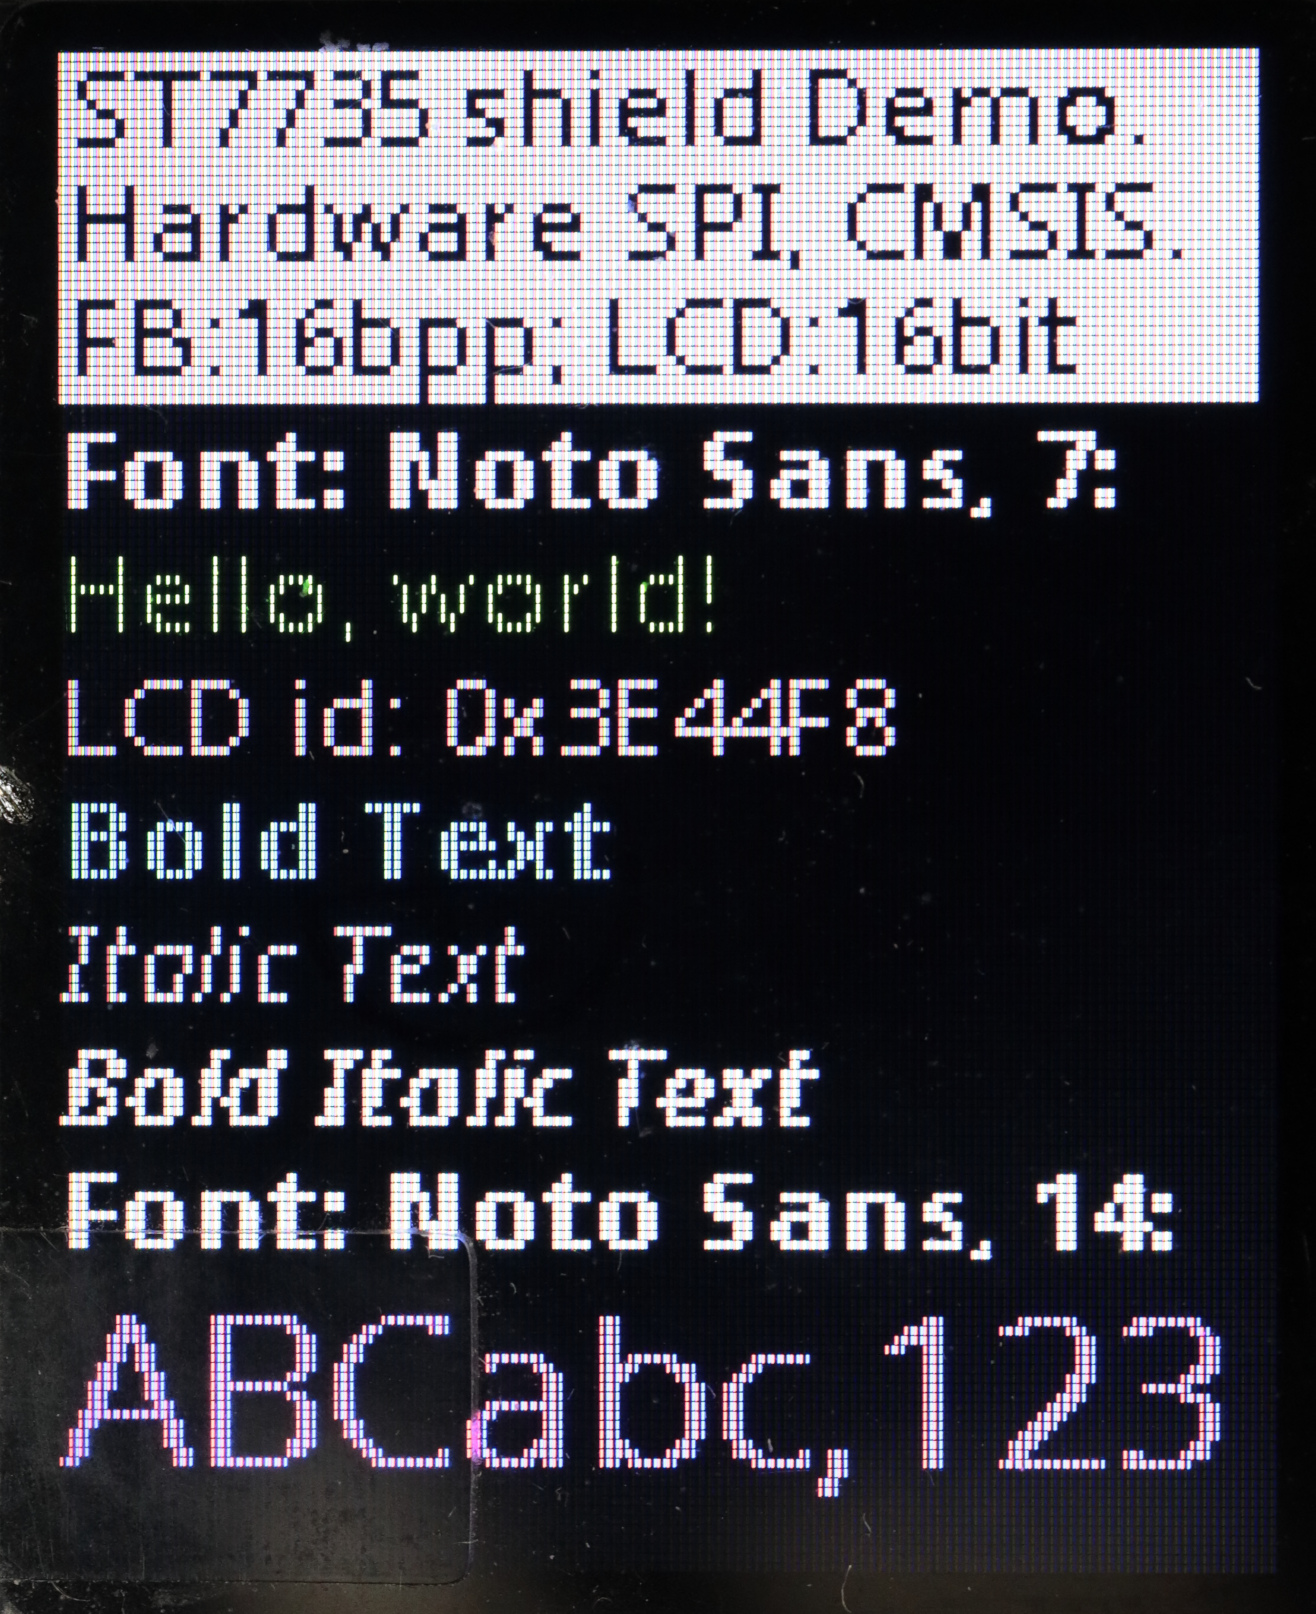 ST7735 shield Demo.
Hardware SPI, CMSIS.
FB:16bpp; LCD:16bit
Font: Noto Sans, 7:
Hello, world!
LCD id: 0x3E44F8
Bold Text
Italic Text
Bold Italic Text
Font: Noto Sans, 14:
ABCabc,123